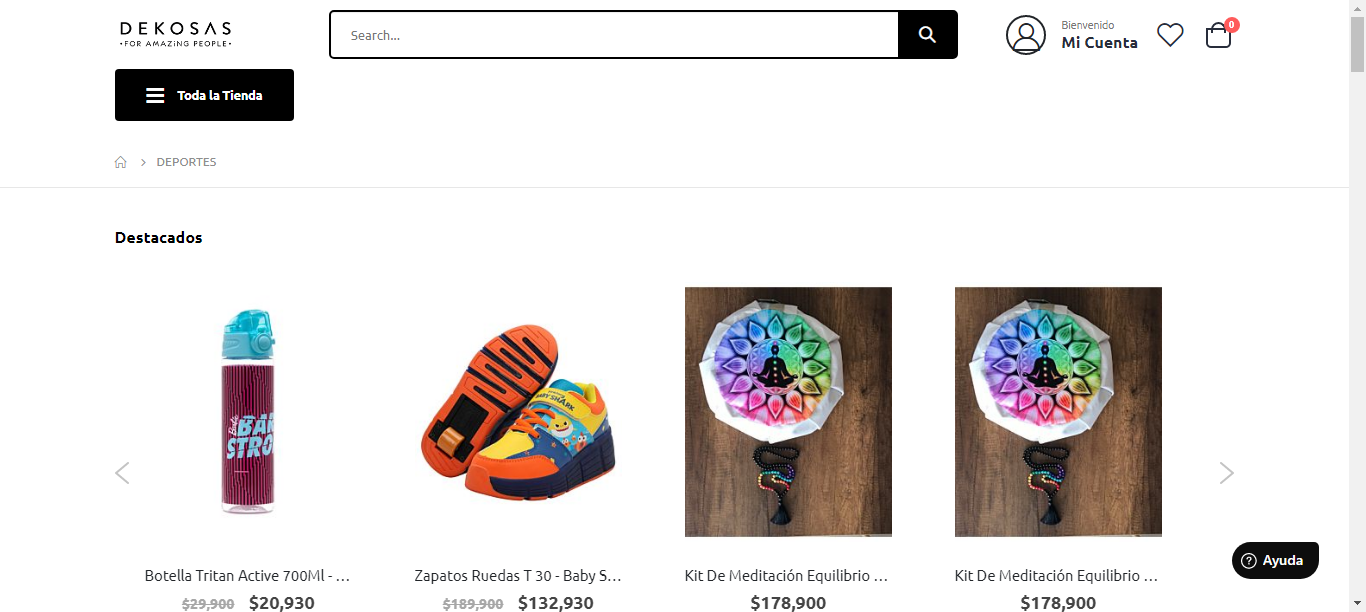 DEKOSAS
•FOR AMAZING PEOPLE•
Search...
Bienvenido
Mi Cuenta
0
Toda la Tienda
DEPORTES
Destacados
Barbie
STRO
BABY SHARK
Botella Tritan Active 700Ml - ...
$29,900 $20,930
Zapatos Ruedas T 30 - Baby S...
$189,900 $132,930
Kit De Meditación Equilibrio ...
$178,900
Kit De Meditación Equilibrio ...
$178,900
Ayuda